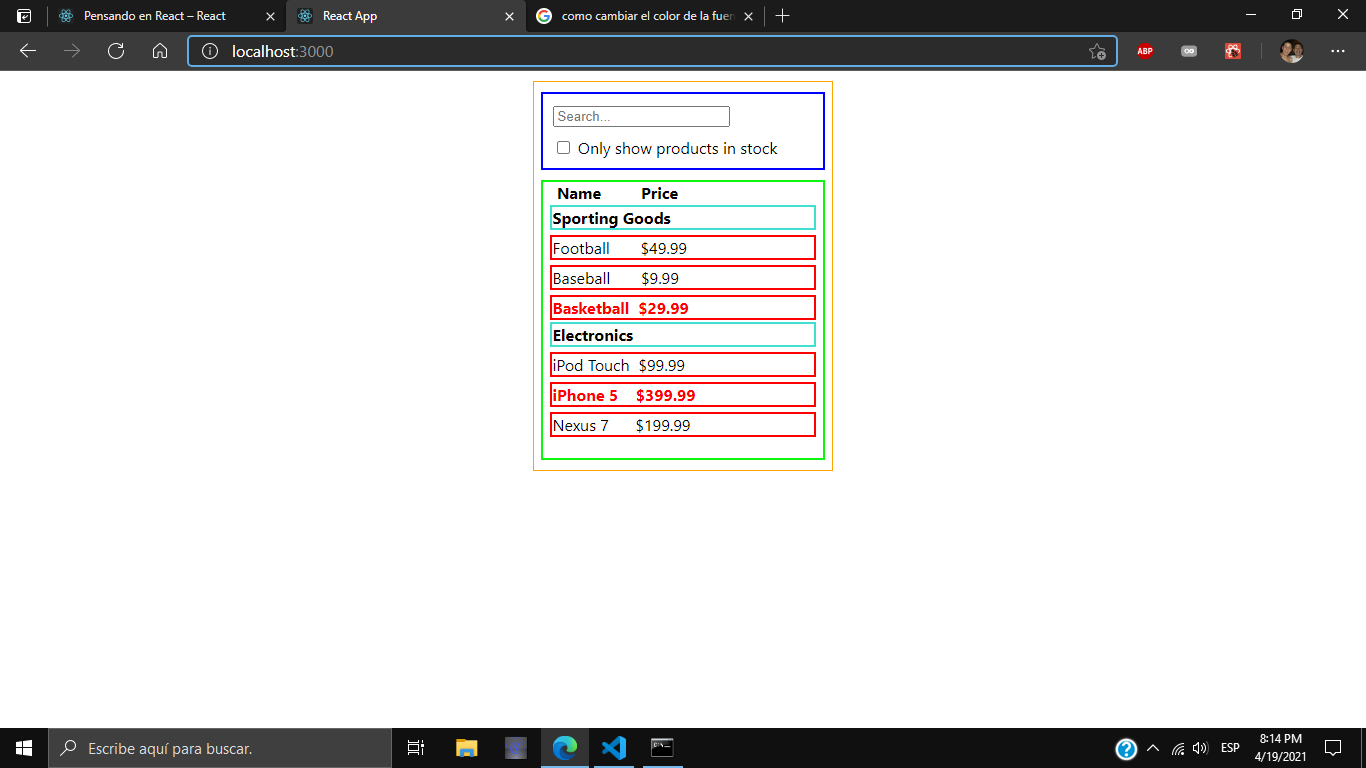 Pensando en React – React
React App
como cambiar el color de la fuen
localhost:3000
ABP
Search...
Only show products in stock
Name Price
Sporting Goods
Football $49.99
Baseball $9.99
Basketball $29.99
Electronics
iPod Touch $99.99
iPhone 5 $399.99
Nexus 7 $199.99
Escribe aquí para buscar.
ESP
8:14 PM
4/19/2021